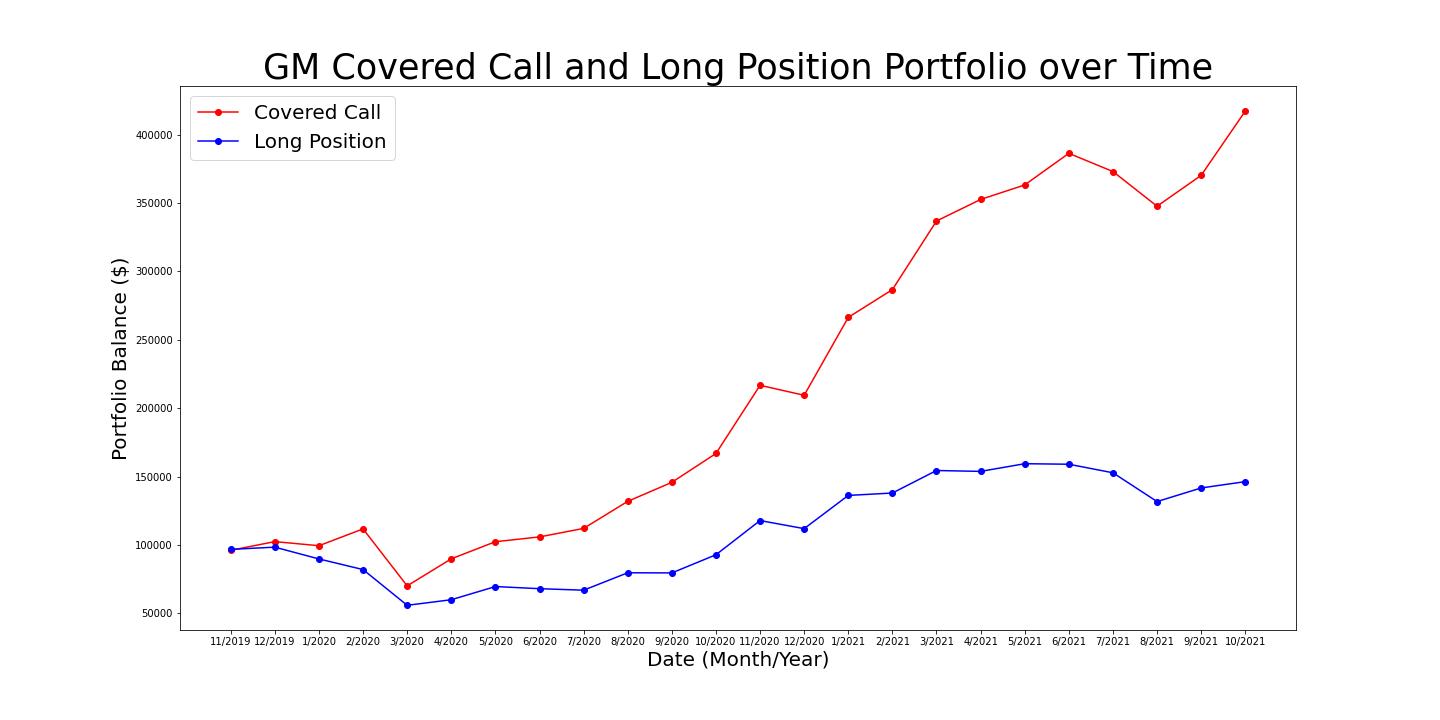 GM Covered Call and Long Position Portfolio over Time
Covered Call
Long Position
Portfolio Balance ($)
400000
350000
300000
250000
200000
150000
100000
50000
11/2019 12/2019 1/2020 2/2020 3/2020 4/2020 5/2020 6/2020 7/2020 8/2020 9/2020 10/2020 11/2020 12/2020 1/2021 2/2021 3/2021 4/2021 5/2021 6/2021 7/2021 8/2021 9/2021 10/2021
Date (Month/Year)